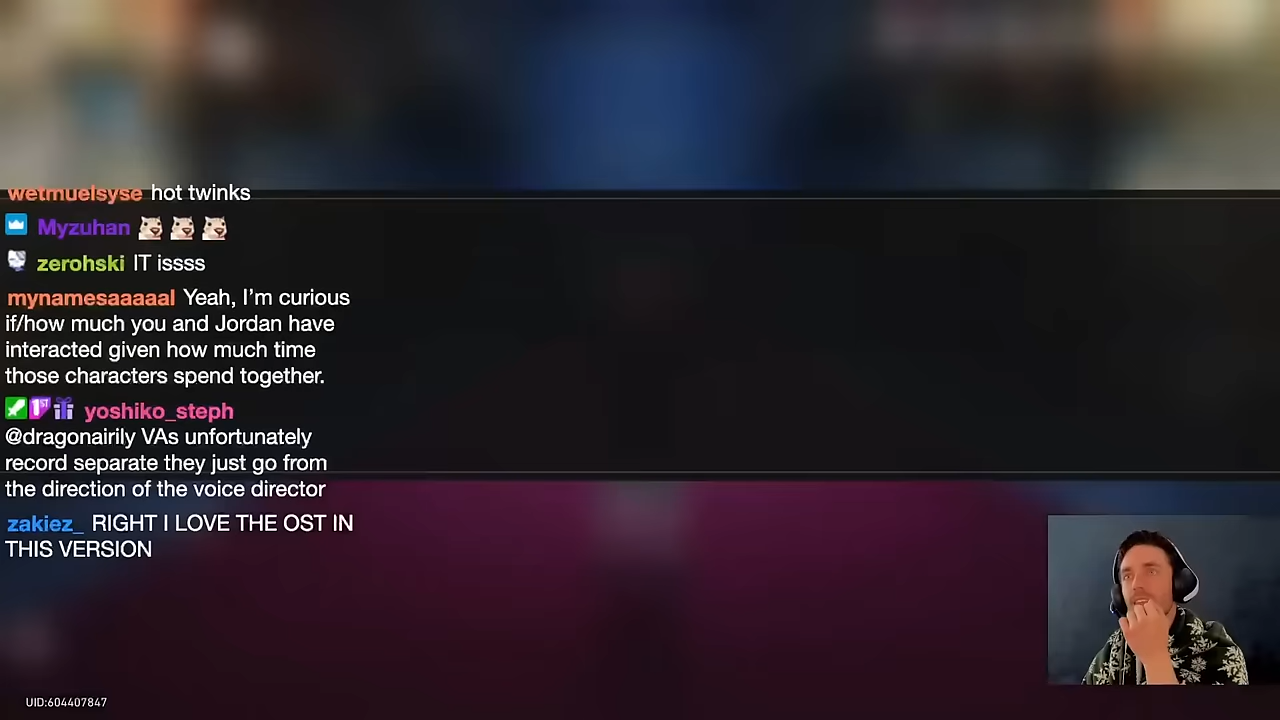 wetmuelsyse hot twinks
Myzuhan
zerohski IT issss
mynamesaaaaal Yeah, I'm curious
if/how much you and Jordan have
interacted given how much time
those characters spend together.
1ST yoshiko_steph
@dragonairily VAs unfortunately
record separate they just go from
the direction of the voice director
zakiez_ RIGHT I LOVE THE OST IN
THIS VERSION
UID:604407847